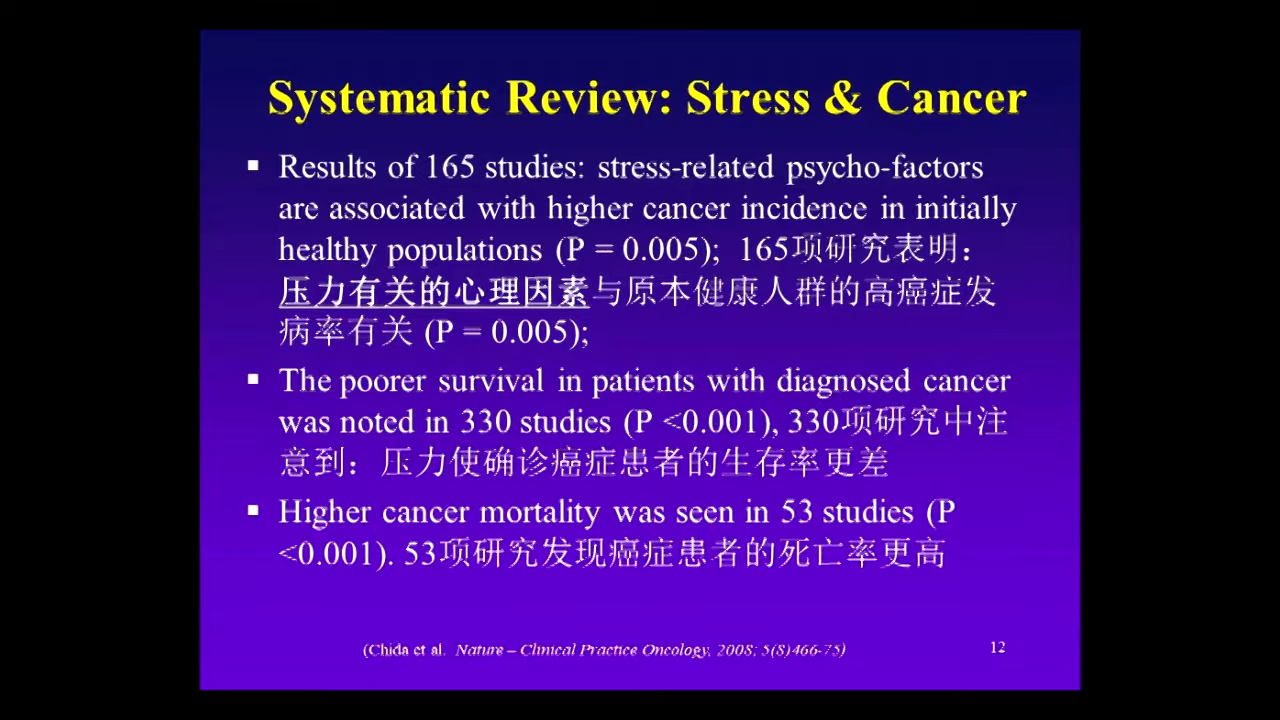 Systematic Review: Stress & Cancer
▪ Results of 165 studies: stress-related psycho-factors
are associated with higher cancer incidence in initially
healthy populations (P = 0.005); 165项研究表明:
压力有关的心理因素与原本健康人群的高癌症发
病率有关 (P = 0.005);
▪ The poorer survival in patients with diagnosed cancer
was noted in 330 studies (P <0.001), 330项研究中注
意到: 压力使确诊癌症患者的生存率更差
▪ Higher cancer mortality was seen in 53 studies (P
<0.001). 53项研究发现癌症患者的死亡率更高
(Chida et al. Nature – Clinical Practice Oncology, 2008; 5(8)466-75)
12